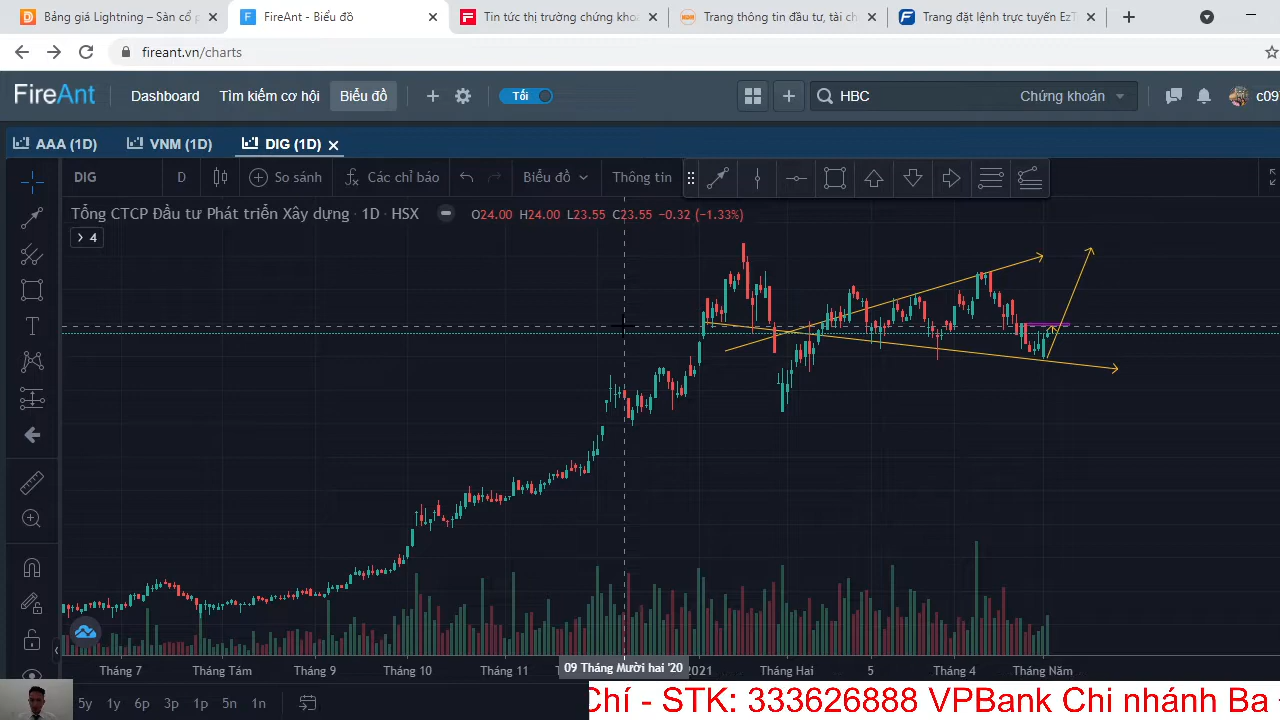 Bảng giá Lightning – Sàn cổ p
FireAnt - Biểu đồ
Tin tức thị trường chứng kho
Trang thông tin đầu tư, tài ch
Trang đặt lệnh trực tuyến EzT
fireant.vn/charts
FireAnt
Dashboard
Tìm kiếm cơ hội
Biểu đồ
Tối
HBC
Chứng khoán
c09
AAA (1D)
VNM (1D)
DIG (1D)
DIG
D
So sánh
Các chỉ báo
Biểu đồ
Thông tin
Tổng CTCP Đầu tư Phát triển Xây dựng · 1D · HSX
O24.00 H24.00 L23.55 C23.55 −0.32 (−1.33%)
4
Tháng 7
Tháng Tám
Tháng 9
Tháng 10
Tháng 11
09 Tháng Mười hai '20
2021
Tháng Hai
5
Tháng 4
Tháng Năm
5y
1y
6p
3p
1p
5n
1n
Chí - STK: 333626888 VPBank Chi nhánh Ba